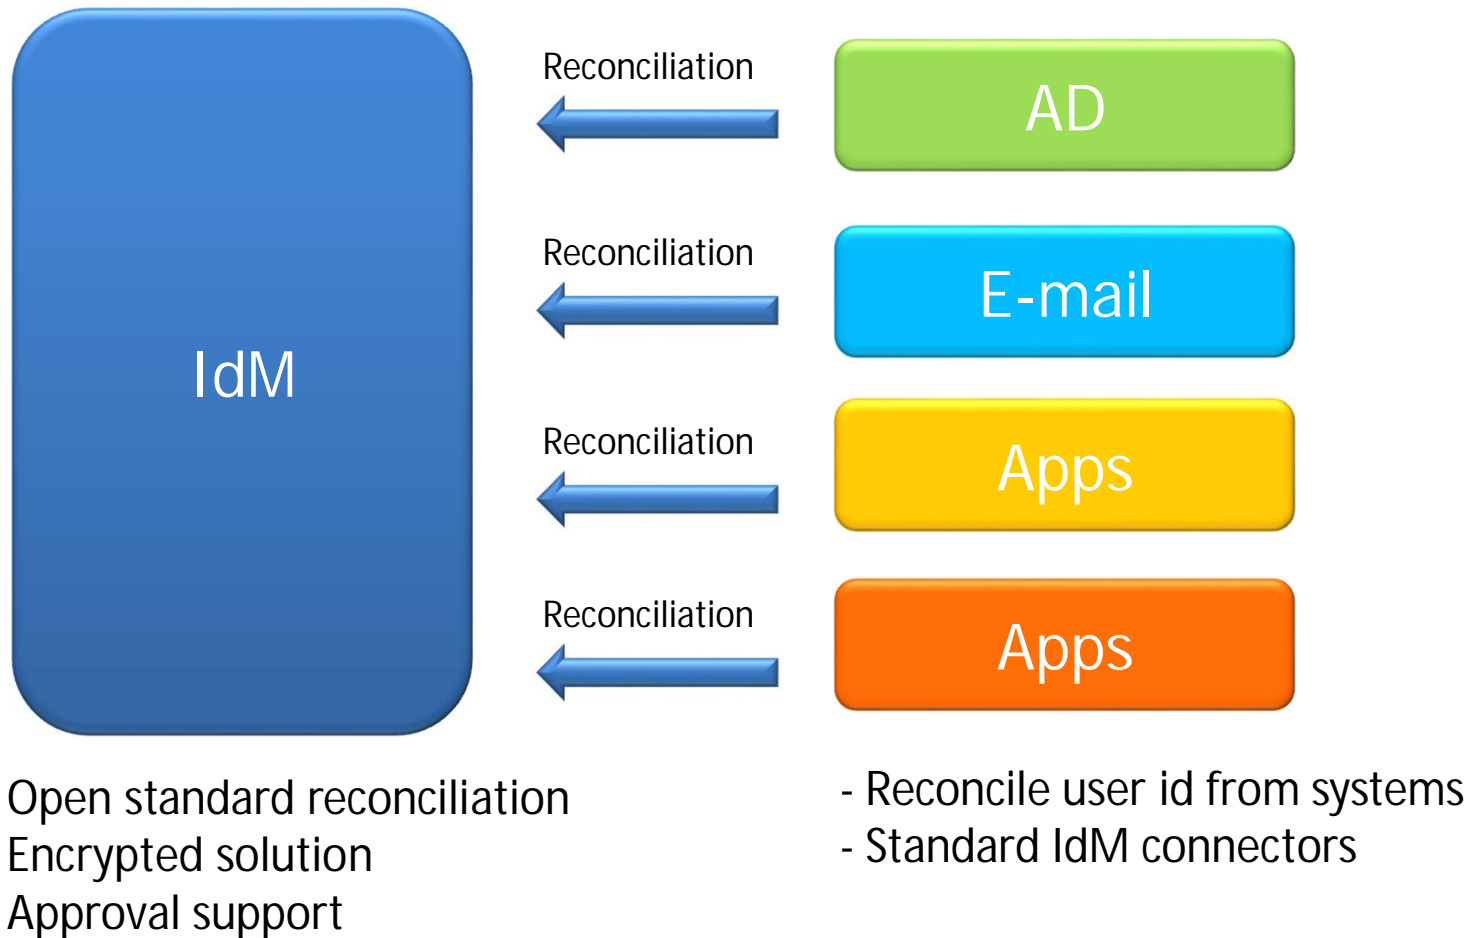 Reconciliation
AD
Reconciliation
E-mail
IdM
Reconciliation
Apps
Reconciliation
Apps
Open standard reconciliation
Encrypted solution
Approval support
- Reconcile user id from systems
- Standard IdM connectors